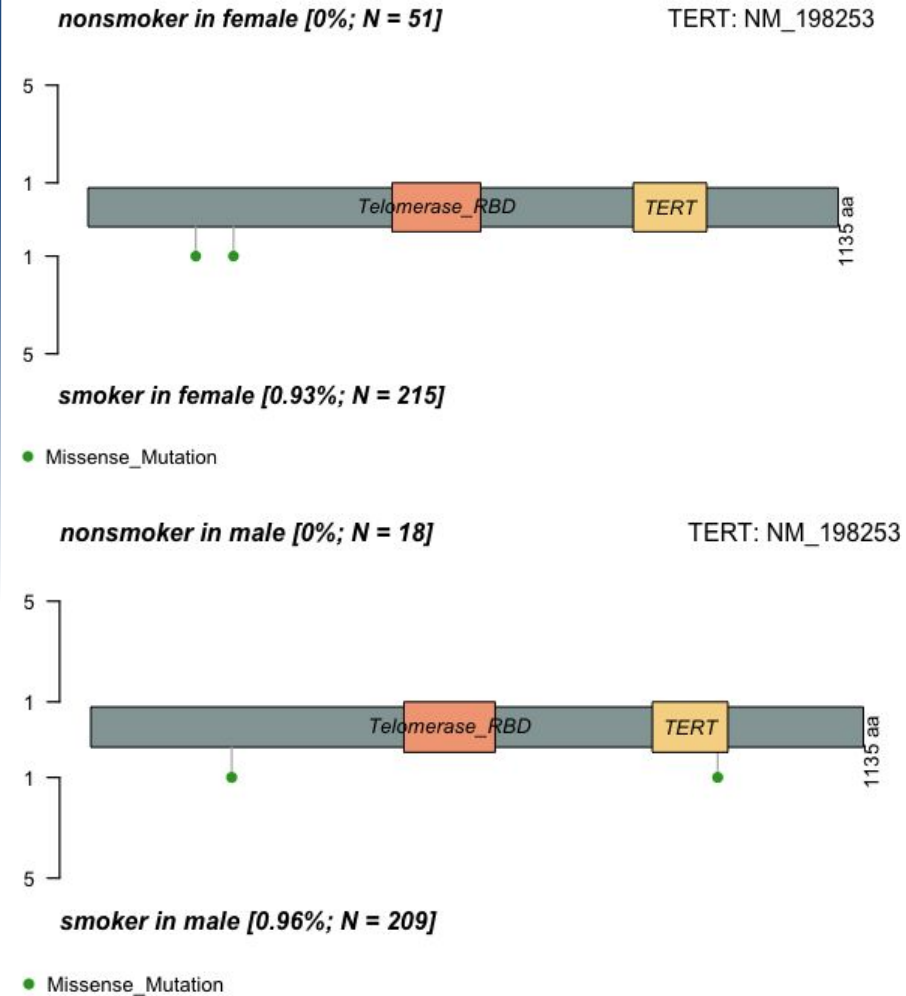 nonsmoker in female [0%; N = 51]
TERT: NM_198253
5
1
Telomerase_RBD
TERT
1135 aa
1
5
smoker in female [0.93%; N = 215]
Missense_Mutation
nonsmoker in male [0%; N = 18]
TERT: NM_198253
5
1
Telomerase_RBD
TERT
1135 aa
1
5
smoker in male [0.96%; N = 209]
Missense_Mutation